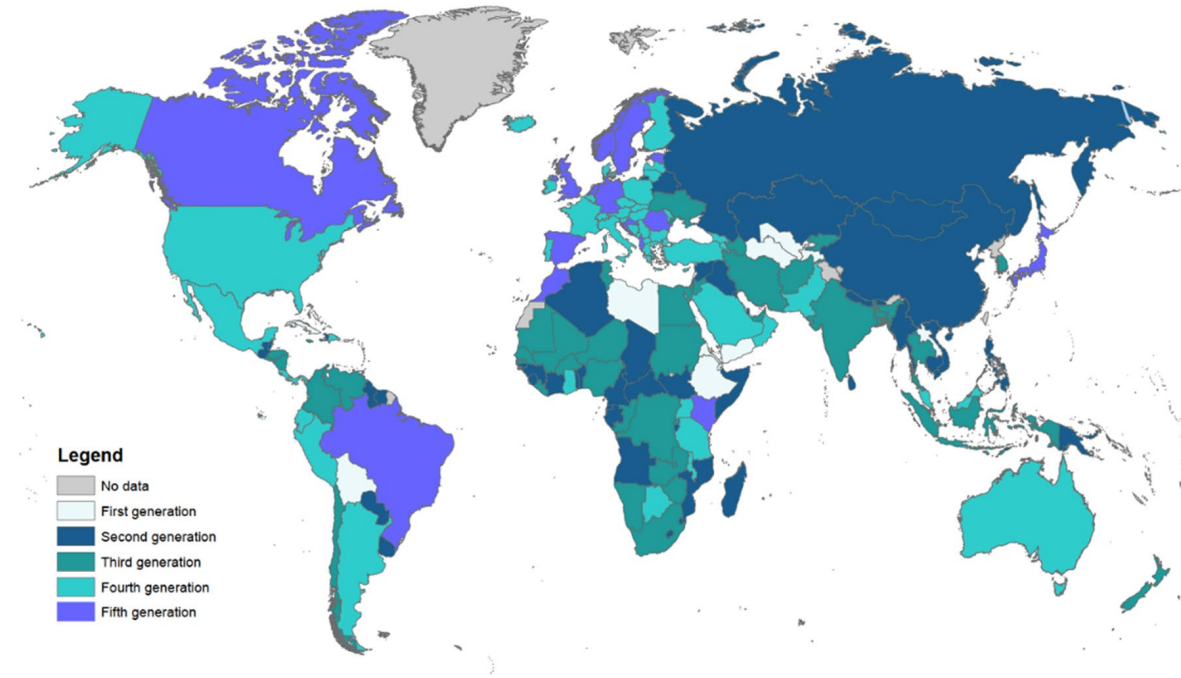 Legend
No data
First generation
Second generation
Third generation
Fourth generation
Fifth generation